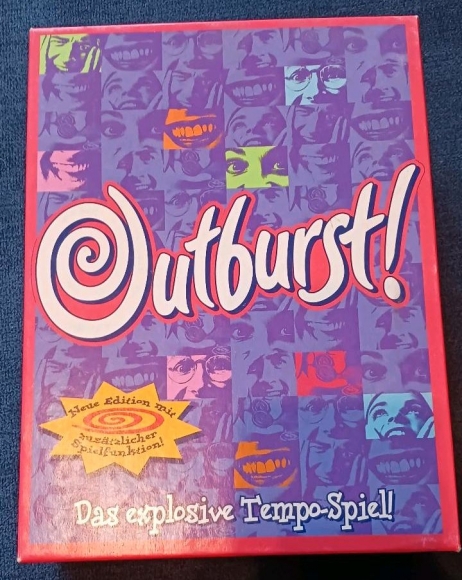 Outburst!
Neue Edition mit
zusätzlicher
Spielfunktion!
Das explosive Tempo-Spiel!